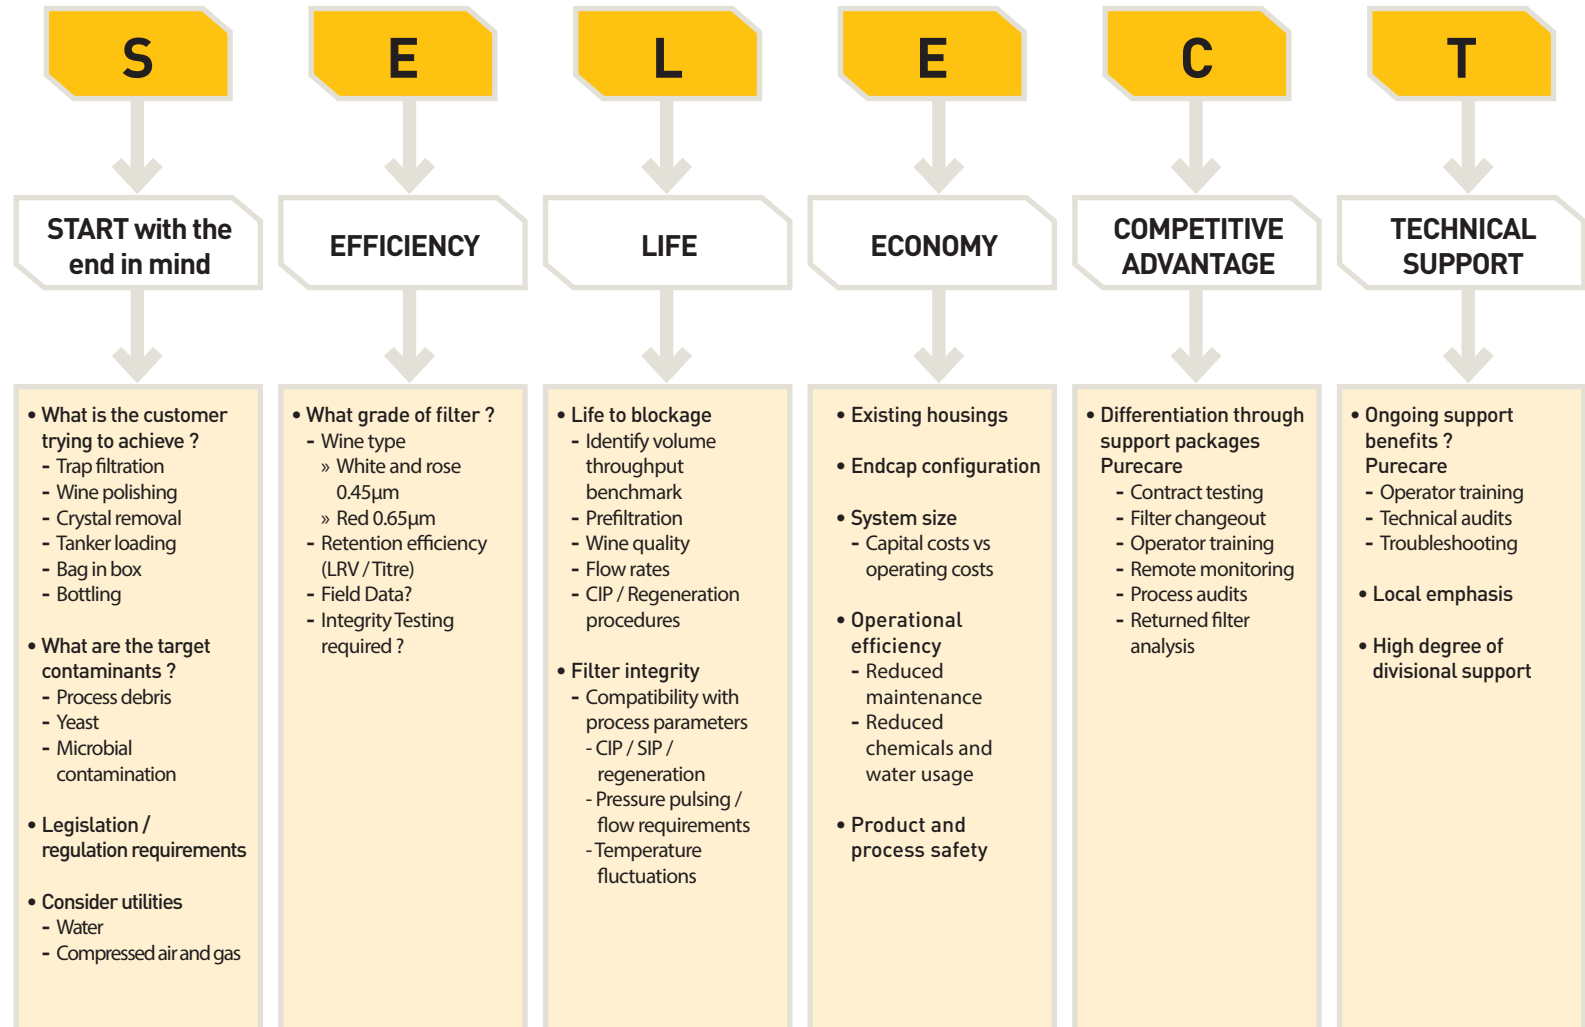 S
START with the
end in mind
• What is the customer
trying to achieve ?
- Trap filtration
- Wine polishing
- Crystal removal
- Tanker loading
- Bag in box
- Bottling
• What are the target
contaminants ?
- Process debris
- Yeast
- Microbial
contamination
• Legislation /
regulation requirements
• Consider utilities
- Water
- Compressed air and gas
E
EFFICIENCY
• What grade of filter ?
- Wine type
» White and rose
0.45µm
» Red 0.65µm
- Retention efficiency
(LRV / Titre)
- Field Data?
- Integrity Testing
required ?
L
LIFE
• Life to blockage
- Identify volume
throughput
benchmark
- Prefiltration
- Wine quality
- Flow rates
- CIP / Regeneration
procedures
• Filter integrity
- Compatibility with
process parameters
- CIP / SIP /
regeneration
- Pressure pulsing /
flow requirements
- Temperature
fluctuations
E
ECONOMY
• Existing housings
• Endcap configuration
• System size
- Capital costs vs
operating costs
• Operational
efficiency
- Reduced
maintenance
- Reduced
chemicals and
water usage
• Product and
process safety
C
COMPETITIVE
ADVANTAGE
• Differentiation through
support packages
Purecare
- Contract testing
- Filter changeout
- Operator training
- Remote monitoring
- Process audits
- Returned filter
analysis
T
TECHNICAL
SUPPORT
• Ongoing support
benefits ?
Purecare
- Operator training
- Technical audits
- Troubleshooting
• Local emphasis
• High degree of
divisional support